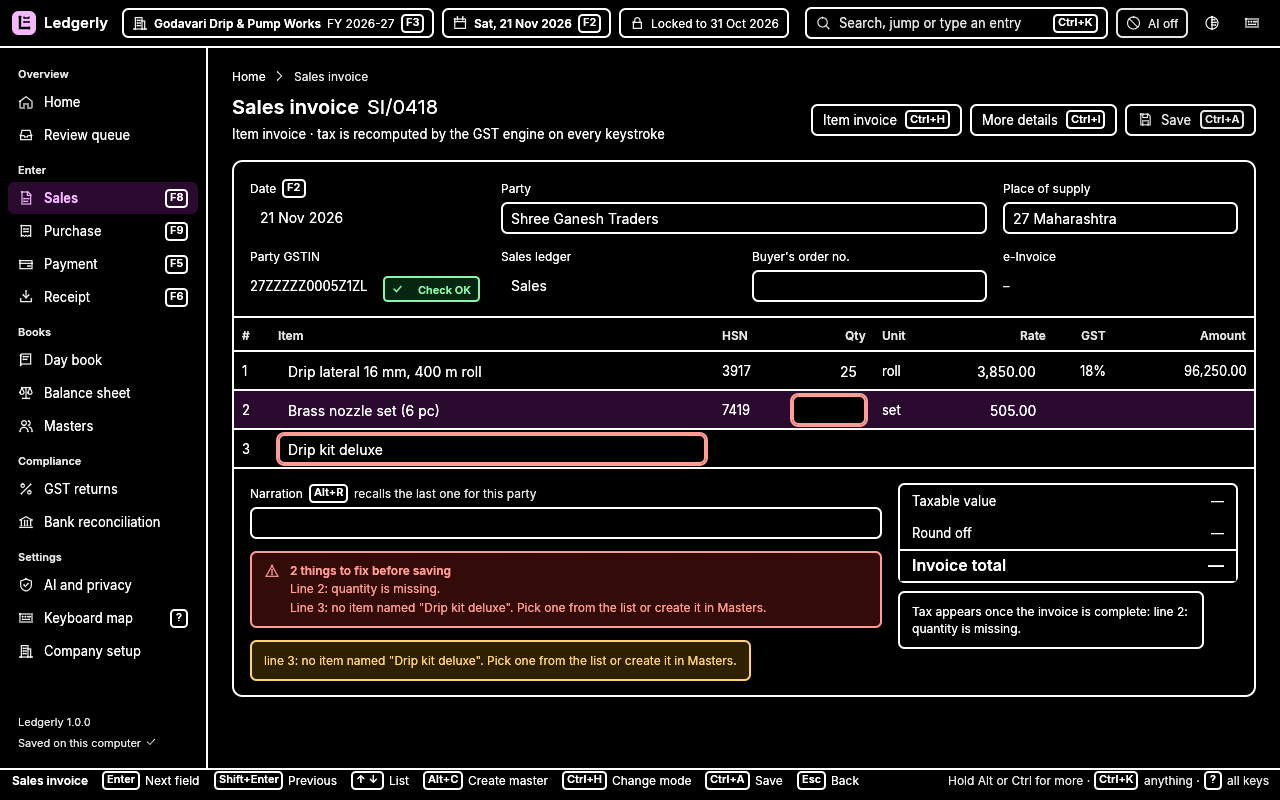 Ledgerly
Godavari Drip & Pump Works FY 2026-27 F3
Sat, 21 Nov 2026 F2
Locked to 31 Oct 2026
Search, jump or type an entry Ctrl+K
AI off
Overview
Home
Review queue
Enter
Sales F8
Purchase F9
Payment F5
Receipt F6
Books
Day book
Balance sheet
Masters
Compliance
GST returns
Bank reconciliation
Settings
AI and privacy
Keyboard map ?
Company setup
Ledgerly 1.0.0
Saved on this computer
Home Sales invoice
Sales invoice SI/0418
Item invoice · tax is recomputed by the GST engine on every keystroke
Item invoice Ctrl+H
More details Ctrl+I
Save Ctrl+A
Date F2 Party Place of supply
21 Nov 2026 Shree Ganesh Traders 27 Maharashtra
Party GSTIN Sales ledger Buyer's order no. e-Invoice
27ZZZZZ0005Z1ZL Check OK Sales –
# Item HSN Qty Unit Rate GST Amount
1 Drip lateral 16 mm, 400 m roll 3917 25 roll 3,850.00 18% 96,250.00
2 Brass nozzle set (6 pc) 7419 set 505.00
3 Drip kit deluxe
Narration Alt+R recalls the last one for this party
2 things to fix before saving
Line 2: quantity is missing.
Line 3: no item named "Drip kit deluxe". Pick one from the list or create it in Masters.
line 3: no item named "Drip kit deluxe". Pick one from the list or create it in Masters.
Taxable value —
Round off —
Invoice total —
Tax appears once the invoice is complete: line 2:
quantity is missing.
Sales invoice Enter Next field Shift+Enter Previous ↑ ↓ List Alt+C Create master Ctrl+H Change mode Ctrl+A Save Esc Back Hold Alt or Ctrl for more · Ctrl+K anything · ? all keys